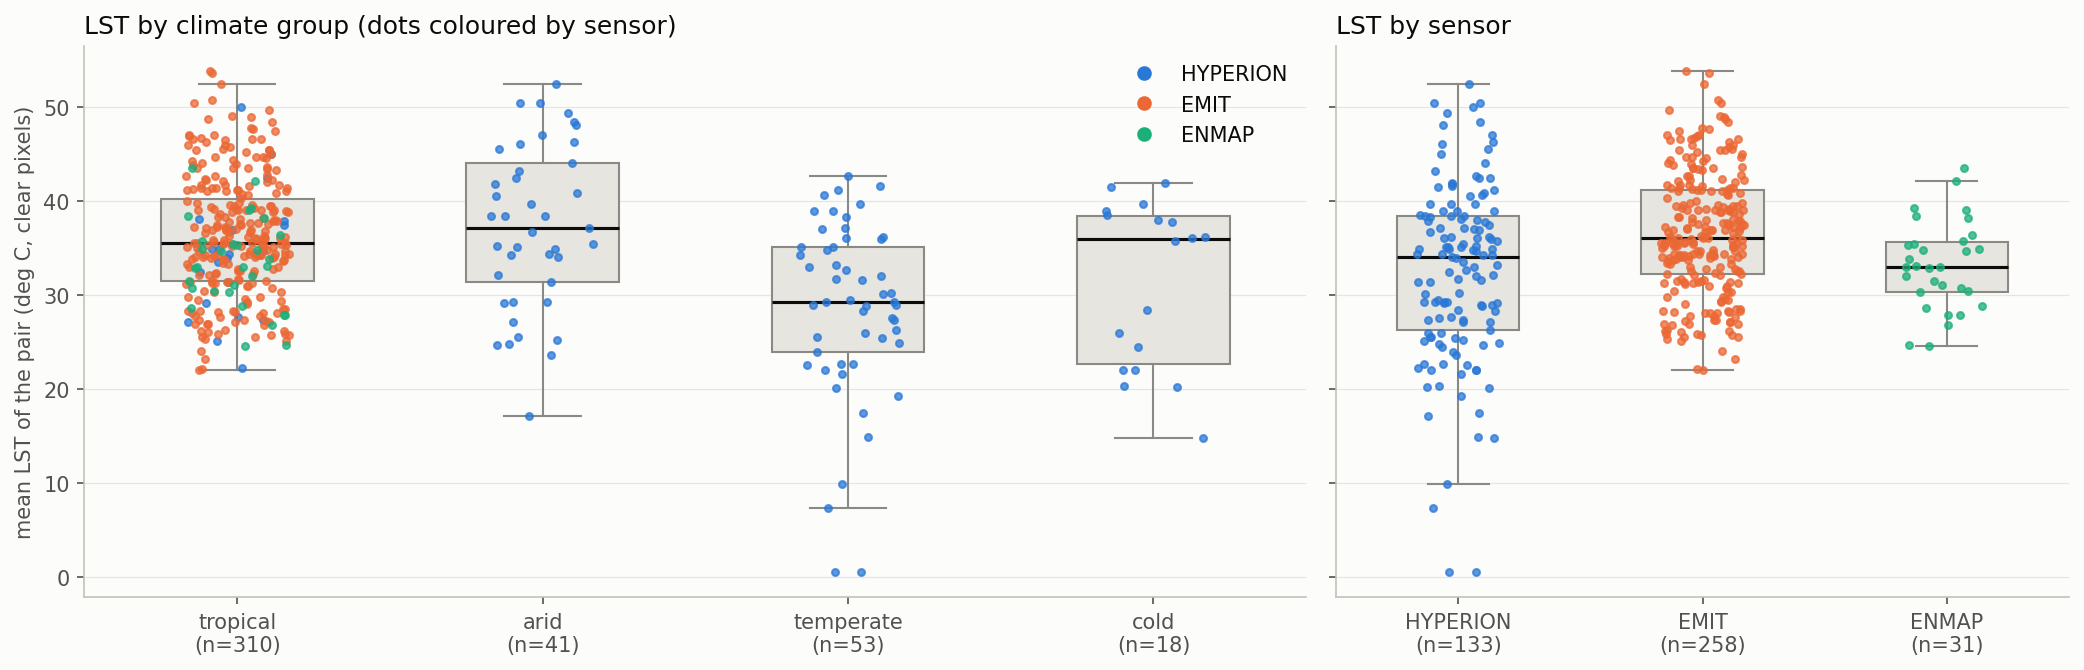 LST by climate group (dots coloured by sensor)
mean LST of the pair (deg C, clear pixels)
50
40
30
20
10
0
HYPERION
EMIT
ENMAP
tropical
(n=310)
arid
(n=41)
temperate
(n=53)
cold
(n=18)
LST by sensor
HYPERION
(n=133)
EMIT
(n=258)
ENMAP
(n=31)